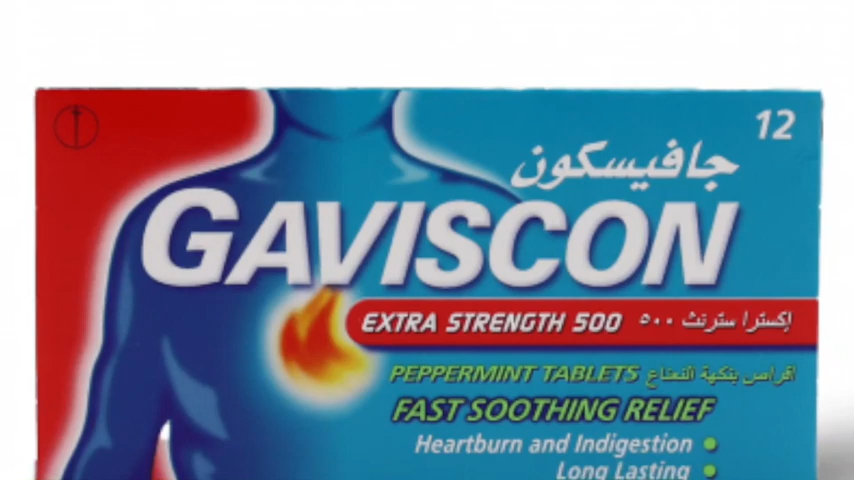 12
جافيسكون
GAVISCON
EXTRA STRENGTH 500 إكسترا سترنث ٥٠٠
PEPPERMINT TABLETS اقراص بنكهة النعناع
FAST SOOTHING RELIEF
Heartburn and Indigestion
Long Lasting